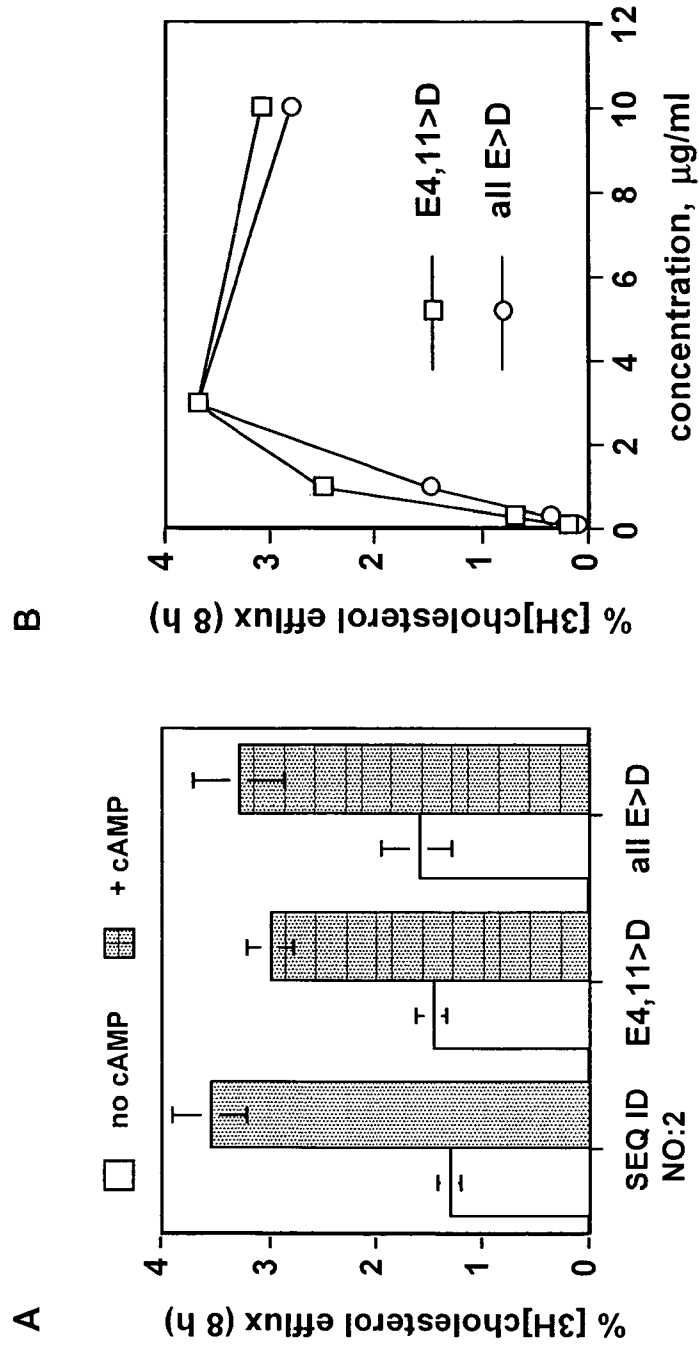 A
no cAMP
+ cAMP
% [3H]cholesterol efflux (8 h)
4
3
2
1
0
SEQ ID
NO:2
E4,11>D
all E>D
B
% [3H]cholesterol efflux (8 h)
4
3
2
1
0
E4,11>D
all E>D
0
2
4
6
8
10
12
concentration, µg/ml